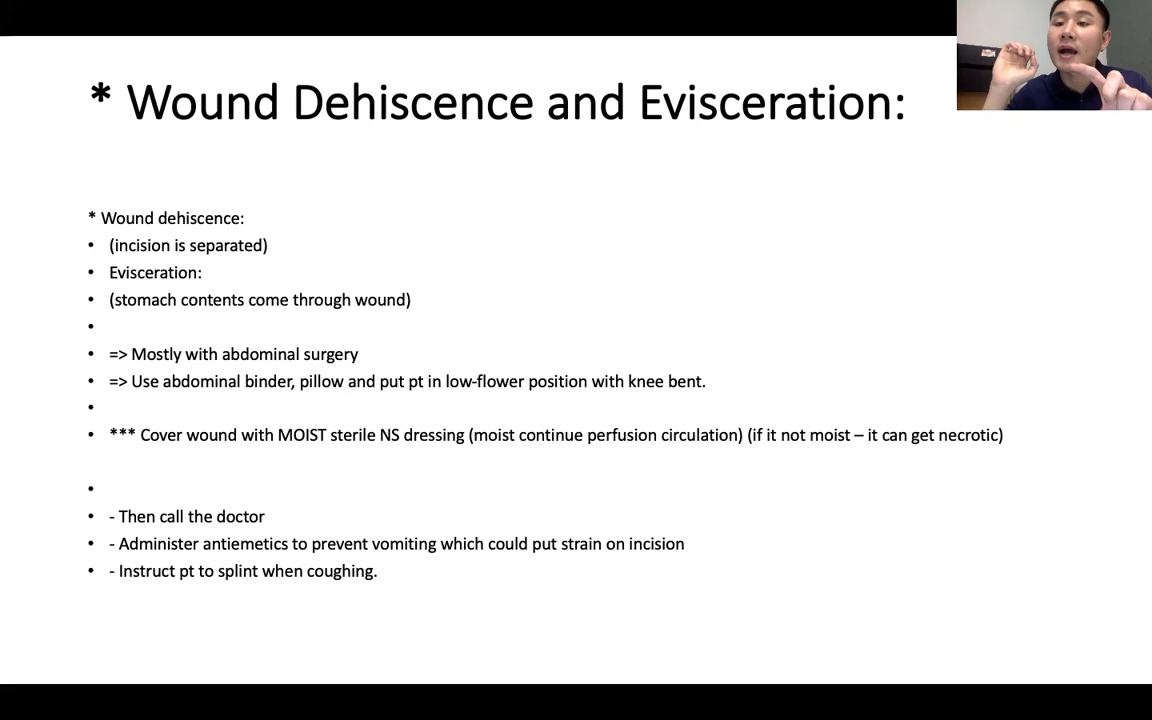 * Wound Dehiscence and Evisceration:
* Wound dehiscence:
• (incision is separated)
• Evisceration:
• (stomach contents come through wound)
•
• => Mostly with abdominal surgery
• => Use abdominal binder, pillow and put pt in low-flower position with knee bent.
•
• *** Cover wound with MOIST sterile NS dressing (moist continue perfusion circulation) (if it not moist – it can get necrotic)
•
• - Then call the doctor
• - Administer antiemetics to prevent vomiting which could put strain on incision
• - Instruct pt to splint when coughing.